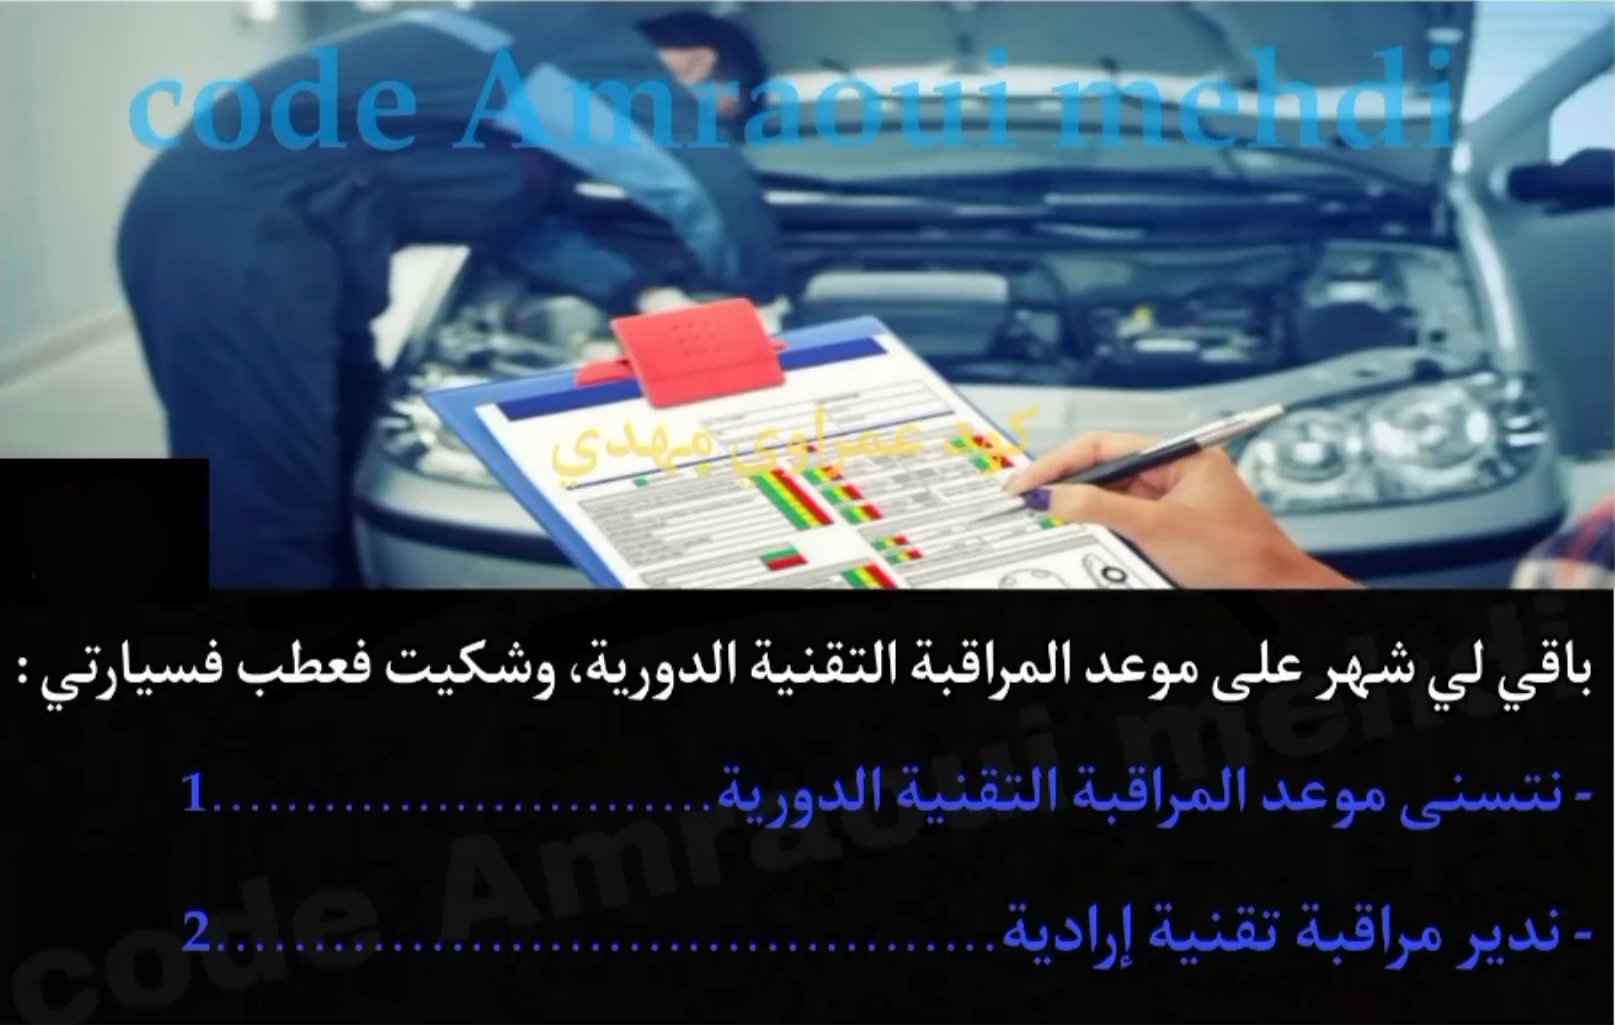 code Amraoui mehdi
كود عمراوي مهدي
باقي لي شهر على موعد المراقبة التقنية الدورية، وشكيت فعطب فسيارتي :
- نتسنى موعد المراقبة التقنية الدورية..........................1
- ندير مراقبة تقنية إرادية........................................2
code Amraoui mehdi